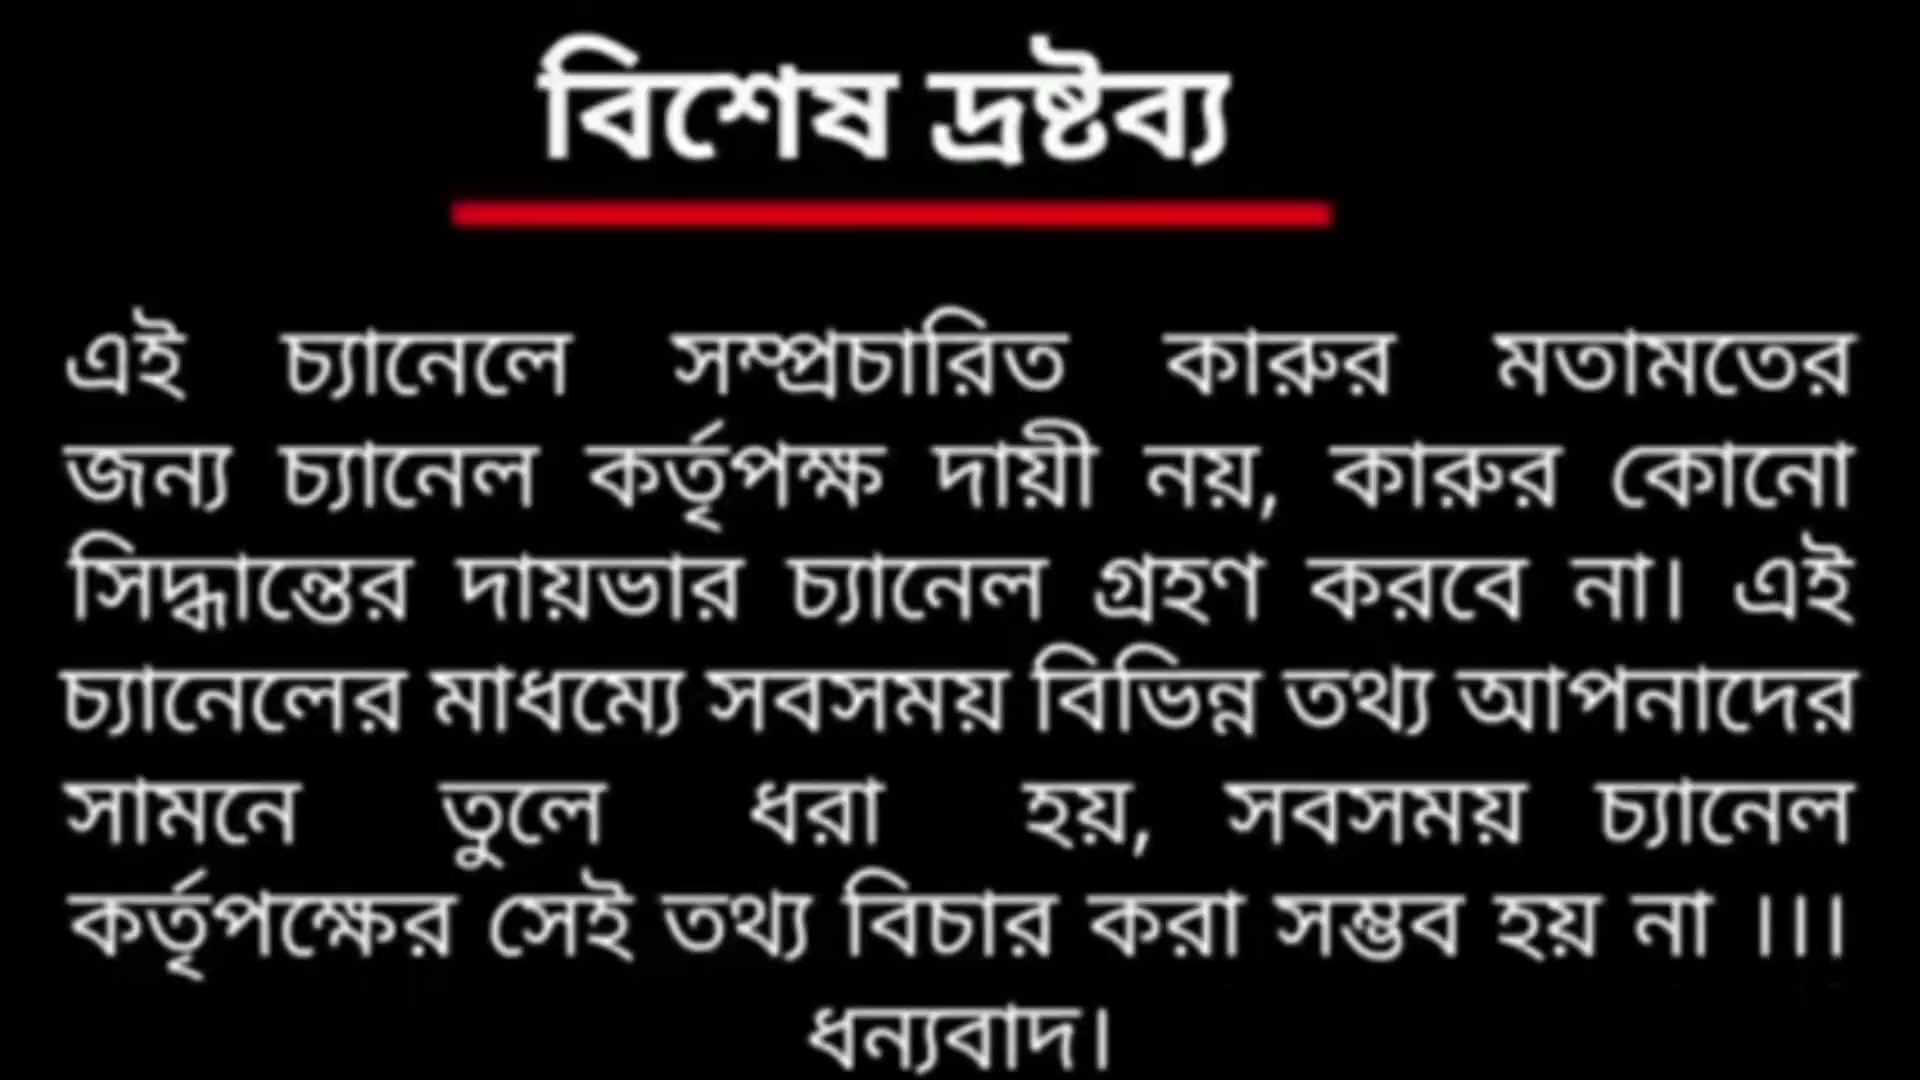 বিশেষ দ্রষ্টব্য
এই চ্যানেলে সম্প্রচারিত কারুর মতামতের
জন্য চ্যানেল কর্তৃপক্ষ দায়ী নয়, কারুর কোনো
সিদ্ধান্তের দায়ভার চ্যানেল গ্রহণ করবে না। এই
চ্যানেলের মাধম্যে সবসময় বিভিন্ন তথ্য আপনাদের
সামনে তুলে ধরা হয়, সবসময় চ্যানেল
কর্তৃপক্ষের সেই তথ্য বিচার করা সম্ভব হয় না ।।।
ধন্যবাদ।